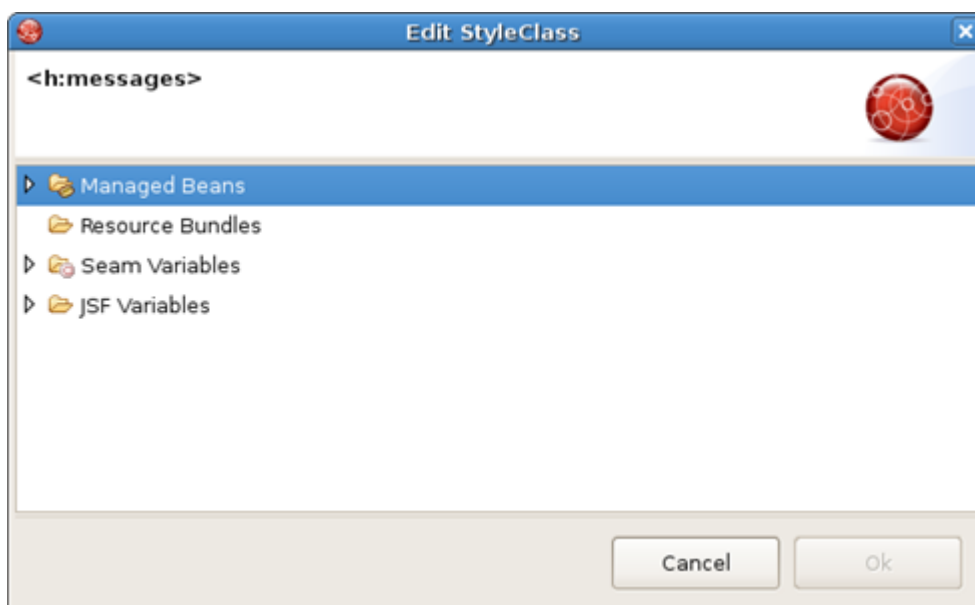 Edit StyleClass
<h:messages>
Managed Beans
Resource Bundles
Seam Variables
JSF Variables
Cancel
Ok